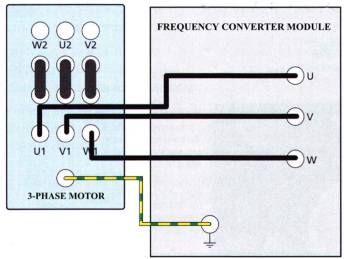 FREQUENCY CONVERTER MODULE
W2 U2 V2
U
V
U1 V1 W1
W
3-PHASE MOTOR